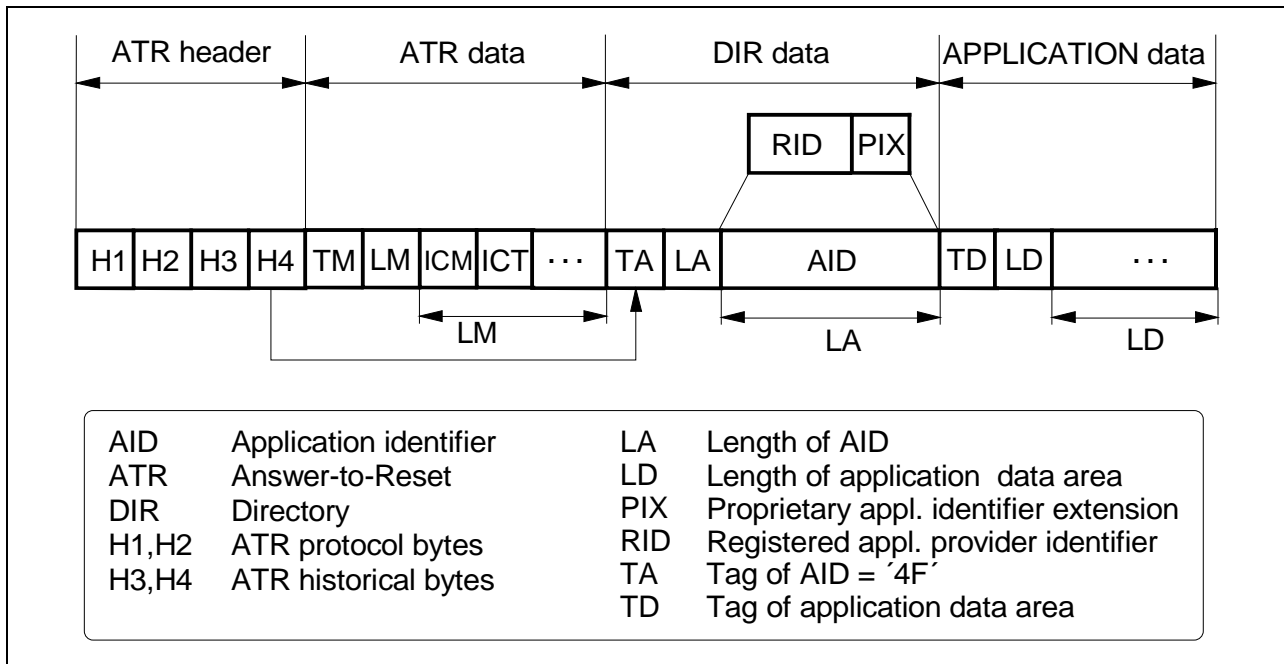 ATR header ATR data DIR data APPLICATION data
RID PIX
H1 H2 H3 H4 TM LM ICM ICT ... TA LA AID TD LD ...
LM LA LD
AID Application identifier
ATR Answer-to-Reset
DIR Directory
H1,H2 ATR protocol bytes
H3,H4 ATR historical bytes
LA Length of AID
LD Length of application data area
PIX Proprietary appl. identifier extension
RID Registered appl. provider identifier
TA Tag of AID = ´4F´
TD Tag of application data area